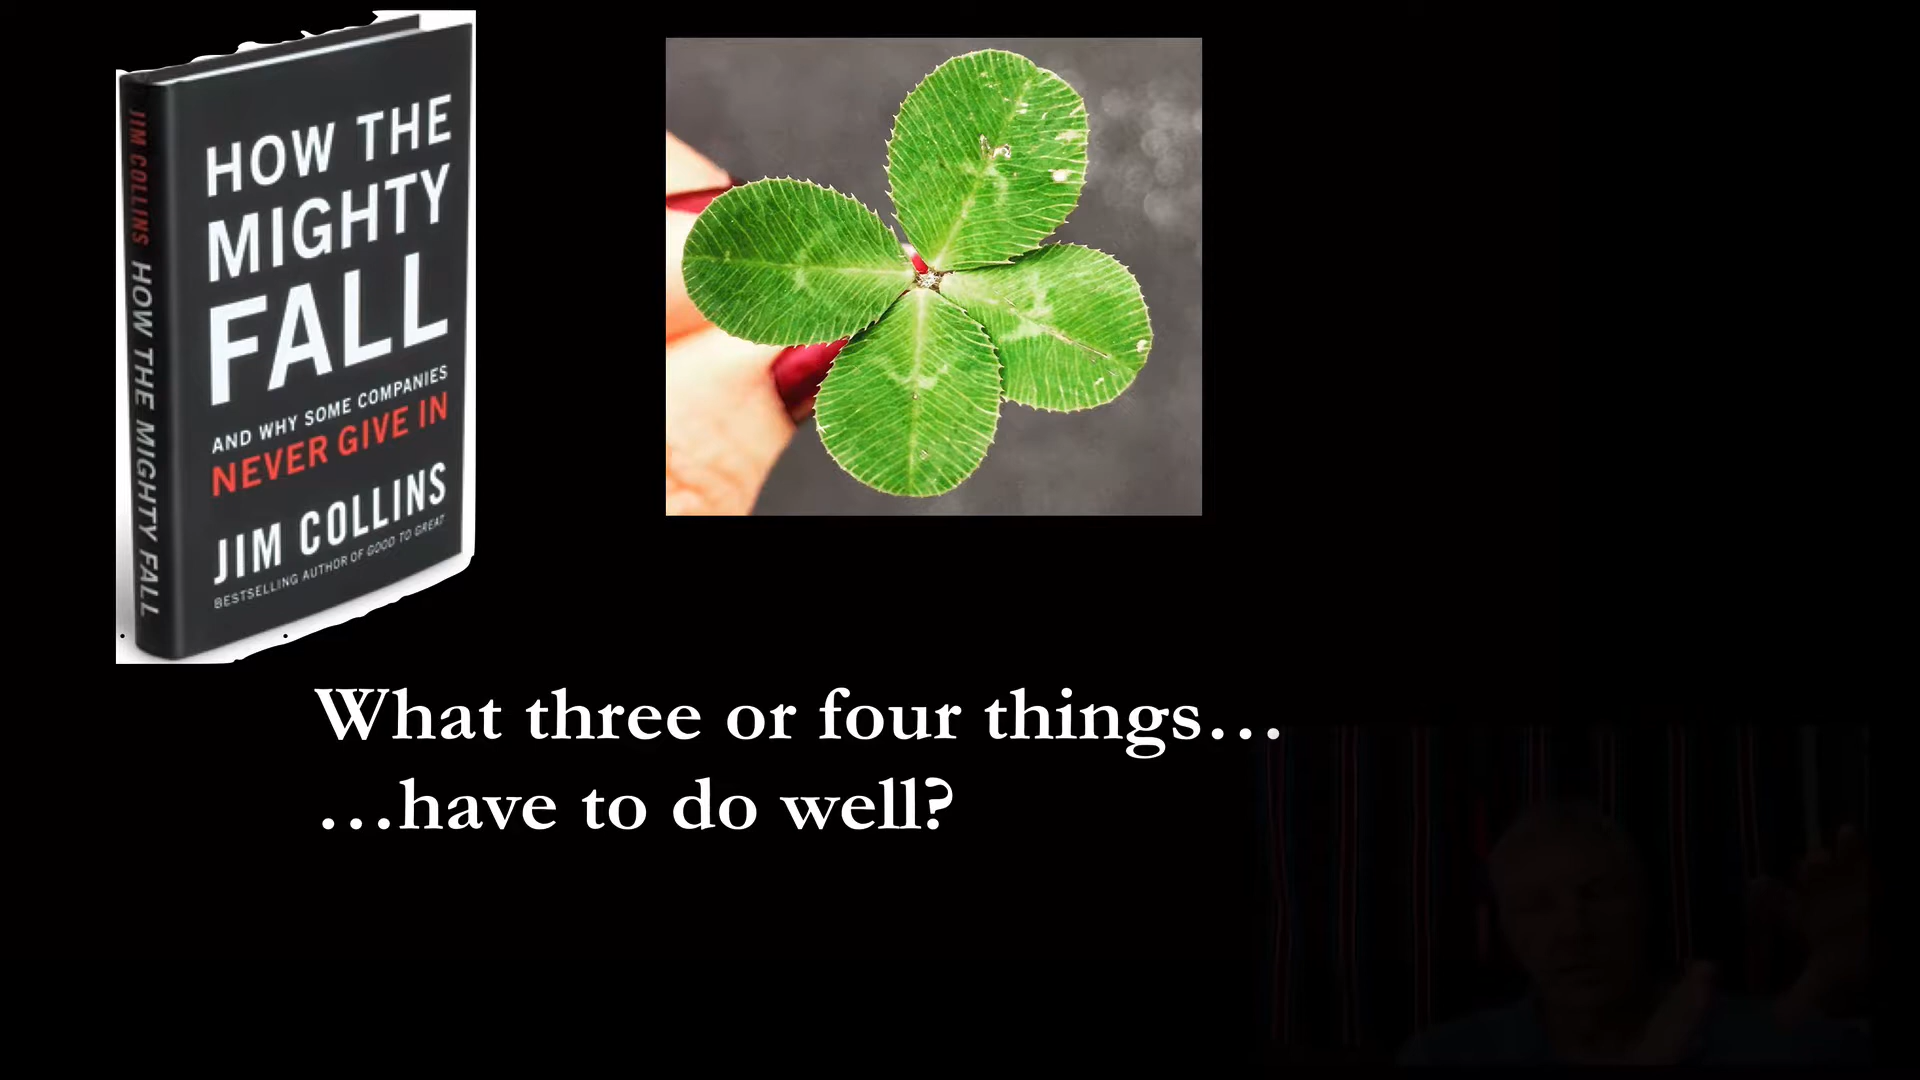 JIM COLLINS HOW THE MIGHTY FALL
HOW THE
MIGHTY
FALL
AND WHY SOME COMPANIES
NEVER GIVE IN
JIM COLLINS
BESTSELLING AUTHOR OF GOOD TO GREAT
What three or four things…
…have to do well?